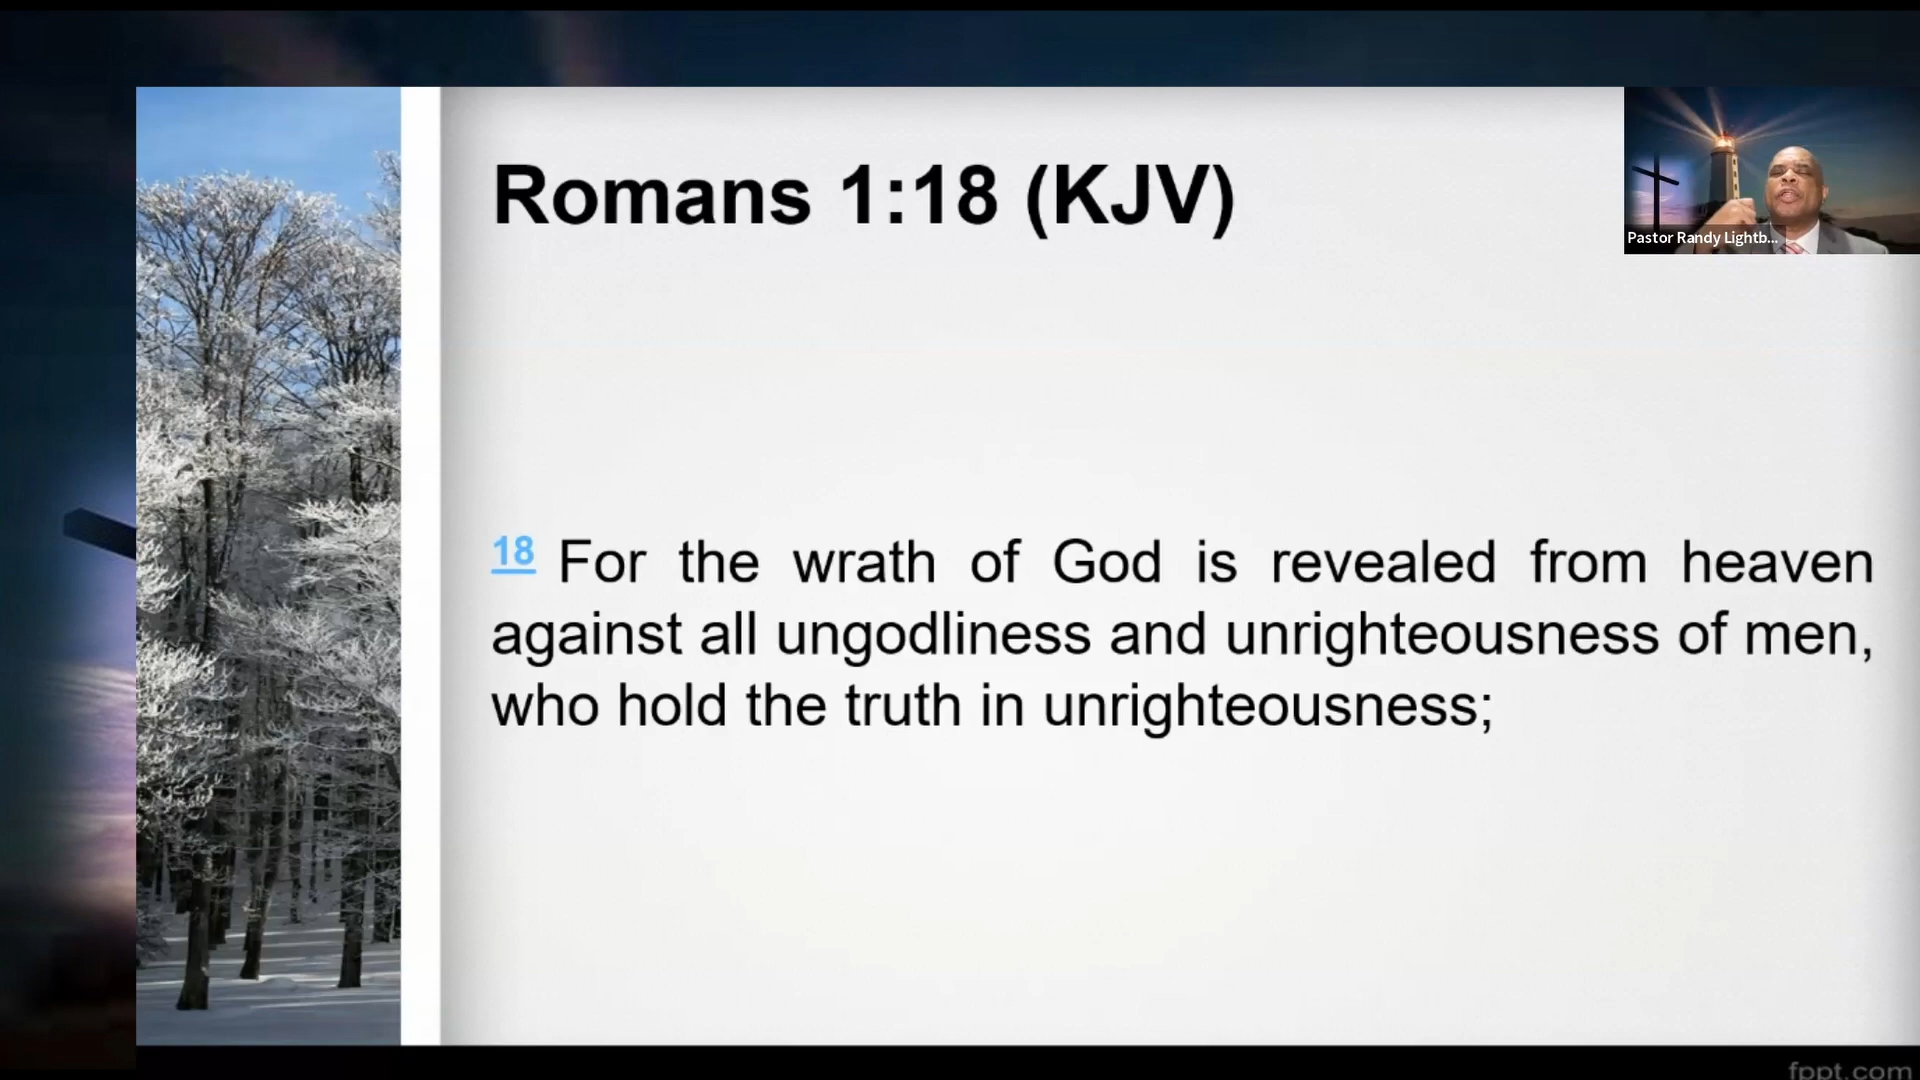 Romans 1:18 (KJV)
Pastor Randy Lightb...
18 For the wrath of God is revealed from heaven
against all ungodliness and unrighteousness of men,
who hold the truth in unrighteousness;
fppt.com